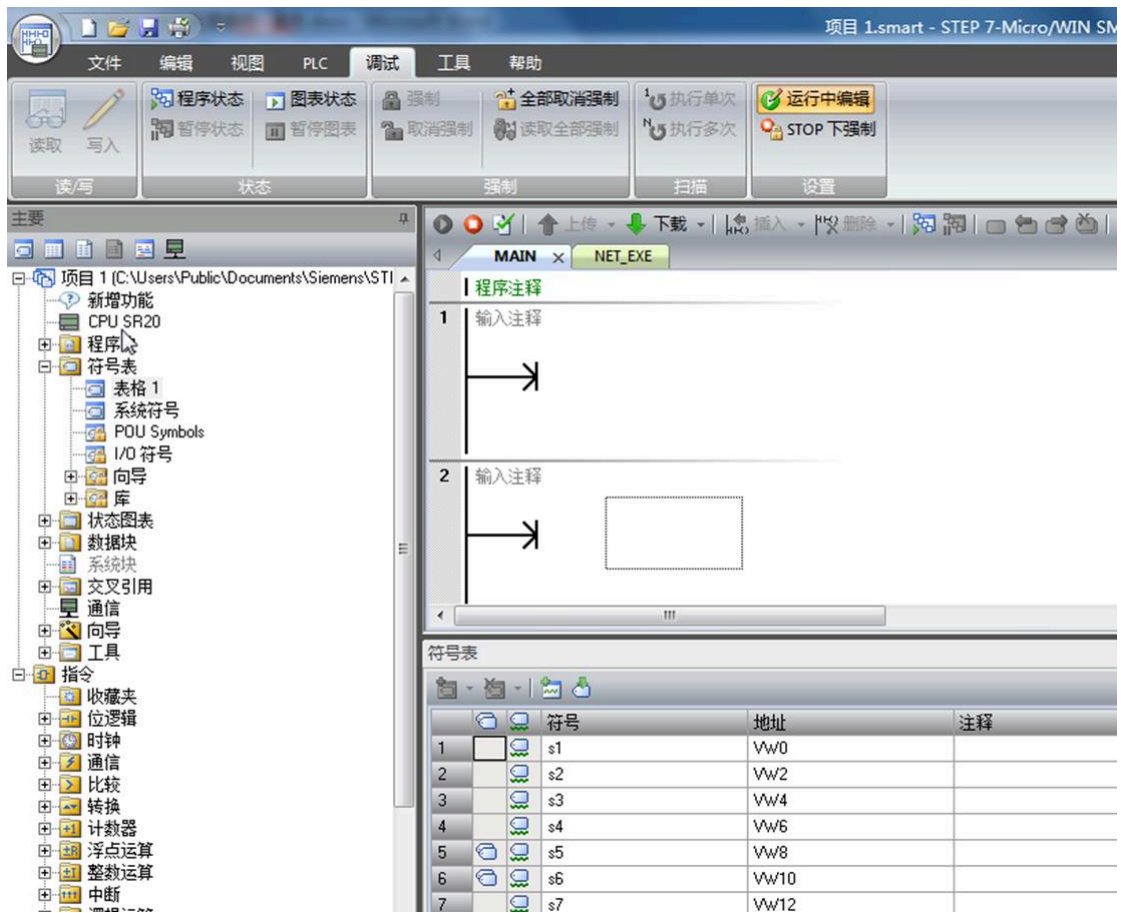 项目 1.smart - STEP 7-Micro/WIN SM
文件 编辑 视图 PLC 调试 工具 帮助
读取 写入
读/写
程序状态 图表状态
暂停状态 暂停图表
状态
强制 全部取消强制
取消强制 读取全部强制
强制
执行单次
执行多次
扫描
运行中编辑
STOP 下强制
设置
主要
项目 1 (C:\Users\Public\Documents\Siemens\STI
新增功能
CPU SR20
程序
符号表
表格 1
系统符号
POU Symbols
I/O 符号
向导
库
状态图表
数据块
系统块
交叉引用
通信
向导
工具
指令
收藏夹
位逻辑
时钟
通信
比较
转换
计数器
浮点运算
整数运算
中断
上传 下载 插入 删除
MAIN NET_EXE
程序注释
1 输入注释
2 输入注释
符号表
符号 地址 注释
1 s1 VW0
2 s2 VW2
3 s3 VW4
4 s4 VW6
5 s5 VW8
6 s6 VW10
7 s7 VW12